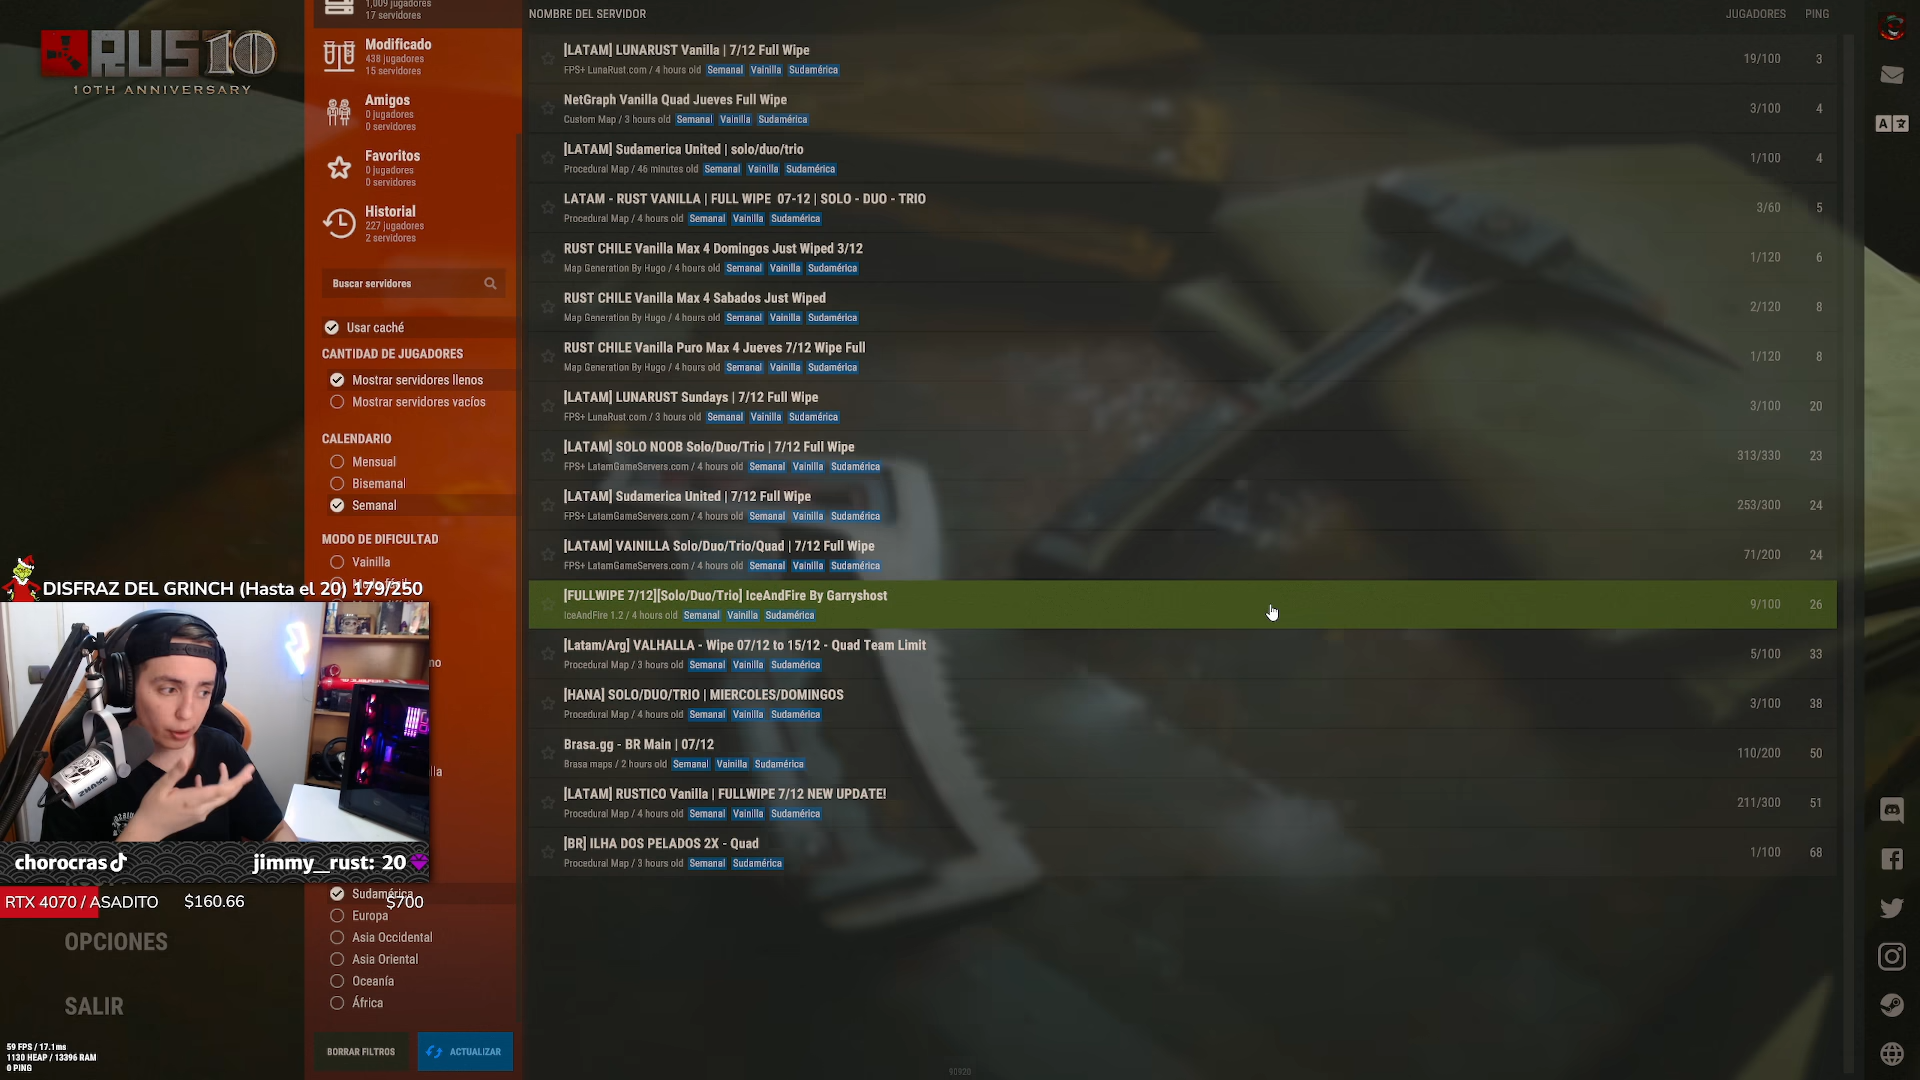 RUS10
10TH ANNIVERSARY
1,009 jugadores
17 servidores
Modificado
438 jugadores
15 servidores
Amigos
0 jugadores
0 servidores
Favoritos
0 jugadores
0 servidores
Historial
227 jugadores
2 servidores
Buscar servidores
Usar caché
CANTIDAD DE JUGADORES
Mostrar servidores llenos
Mostrar servidores vacíos
CALENDARIO
Mensual
Bisemanal
Semanal
MODO DE DIFICULTAD
Vainilla
DISFRAZ DEL GRINCH (Hasta el 20) 179/250
chorocras
jimmy_rust: 20
RTX 4070 / ASADITO $160.66 $700
Sudamérica
Europa
Asia Occidental
Asia Oriental
Oceanía
África
OPCIONES
SALIR
59 FPS / 17.1ms
1130 HEAP / 13396 RAM
0 PING
BORRAR FILTROS
ACTUALIZAR
NOMBRE DEL SERVIDOR JUGADORES PING
[LATAM] LUNARUST Vanilla | 7/12 Full Wipe 19/100 3
FPS+ LunaRust.com / 4 hours old Semanal Vainilla Sudamérica
NetGraph Vanilla Quad Jueves Full Wipe 3/100 4
Custom Map / 3 hours old Semanal Vainilla Sudamérica
[LATAM] Sudamerica United | solo/duo/trio 1/100 4
Procedural Map / 46 minutes old Semanal Vainilla Sudamérica
LATAM - RUST VANILLA | FULL WIPE 07-12 | SOLO - DUO - TRIO 3/60 5
Procedural Map / 4 hours old Semanal Vainilla Sudamérica
RUST CHILE Vanilla Max 4 Domingos Just Wiped 3/12 1/120 6
Map Generation By Hugo / 4 hours old Semanal Vainilla Sudamérica
RUST CHILE Vanilla Max 4 Sabados Just Wiped 2/120 8
Map Generation By Hugo / 4 hours old Semanal Vainilla Sudamérica
RUST CHILE Vanilla Puro Max 4 Jueves 7/12 Wipe Full 1/120 8
Map Generation By Hugo / 4 hours old Semanal Vainilla Sudamérica
[LATAM] LUNARUST Sundays | 7/12 Full Wipe 3/100 20
FPS+ LunaRust.com / 3 hours old Semanal Vainilla Sudamérica
[LATAM] SOLO NOOB Solo/Duo/Trio | 7/12 Full Wipe 313/330 23
FPS+ LatamGameServers.com / 4 hours old Semanal Vainilla Sudamérica
[LATAM] Sudamerica United | 7/12 Full Wipe 253/300 24
FPS+ LatamGameServers.com / 4 hours old Semanal Vainilla Sudamérica
[LATAM] VAINILLA Solo/Duo/Trio/Quad | 7/12 Full Wipe 71/200 24
FPS+ LatamGameServers.com / 4 hours old Semanal Vainilla Sudamérica
[FULLWIPE 7/12][Solo/Duo/Trio] IceAndFire By Garryshost 9/100 26
IceAndFire 1.2 / 4 hours old Semanal Vainilla Sudamérica
[Latam/Arg] VALHALLA - Wipe 07/12 to 15/12 - Quad Team Limit 5/100 33
Procedural Map / 3 hours old Semanal Vainilla Sudamérica
[HANA] SOLO/DUO/TRIO | MIERCOLES/DOMINGOS 3/100 38
Procedural Map / 4 hours old Semanal Vainilla Sudamérica
Brasa.gg - BR Main | 07/12 110/200 50
Brasa maps / 2 hours old Semanal Vainilla Sudamérica
[LATAM] RUSTICO Vanilla | FULLWIPE 7/12 NEW UPDATE! 211/300 51
Procedural Map / 4 hours old Semanal Vainilla Sudamérica
[BR] ILHA DOS PELADOS 2X - Quad 1/100 68
Procedural Map / 3 hours old Semanal Sudamérica
90920